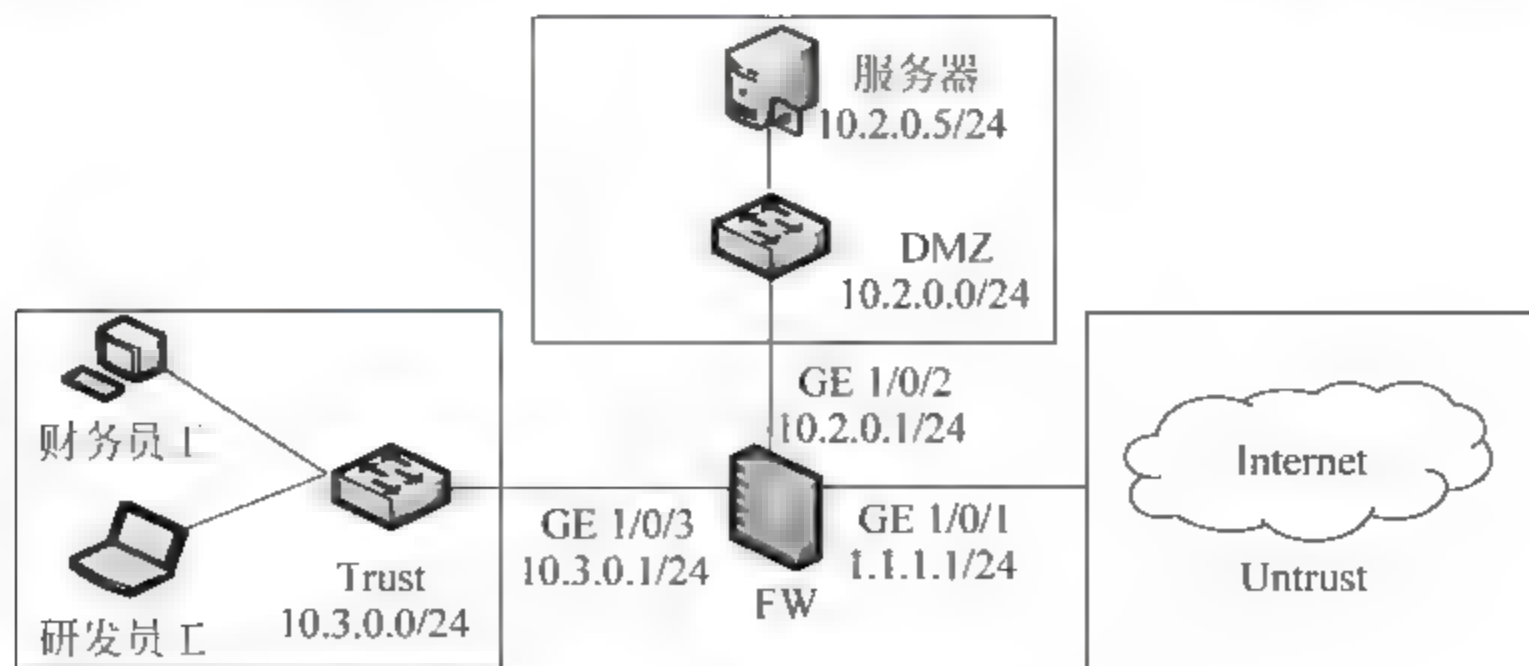 服务器
10.2.0.5/24
DMZ
10.2.0.0/24
GE 1/0/2
10.2.0.1/24
财务员工
研发员工
Trust
10.3.0.0/24
GE 1/0/3
10.3.0.1/24
FW
GE 1/0/1
1.1.1.1/24
Internet
Untrust